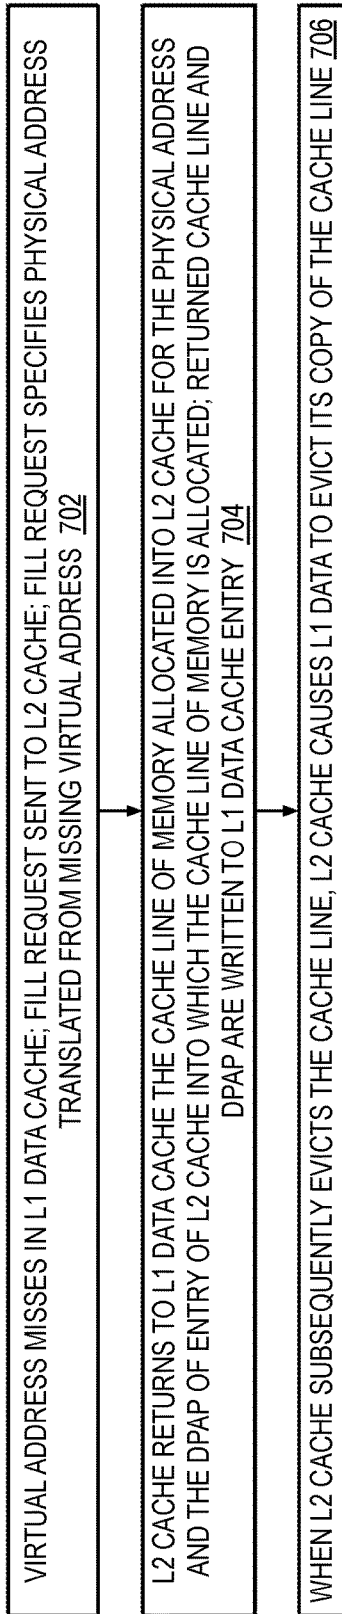 VIRTUAL ADDRESS MISSES IN L1 DATA CACHE; FILL REQUEST SENT TO L2 CACHE; FILL REQUEST SPECIFIES PHYSICAL ADDRESS
TRANSLATED FROM MISSING VIRTUAL ADDRESS 702
L2 CACHE RETURNS TO L1 DATA CACHE THE CACHE LINE OF MEMORY ALLOCATED INTO L2 CACHE FOR THE PHYSICAL ADDRESS
AND THE DPAP OF ENTRY OF L2 CACHE INTO WHICH THE CACHE LINE OF MEMORY IS ALLOCATED; RETURNED CACHE LINE AND
DPAP ARE WRITTEN TO L1 DATA CACHE ENTRY 704
WHEN L2 CACHE SUBSEQUENTLY EVICTS THE CACHE LINE, L2 CACHE CAUSES L1 DATA TO EVICT ITS COPY OF THE CACHE LINE 706